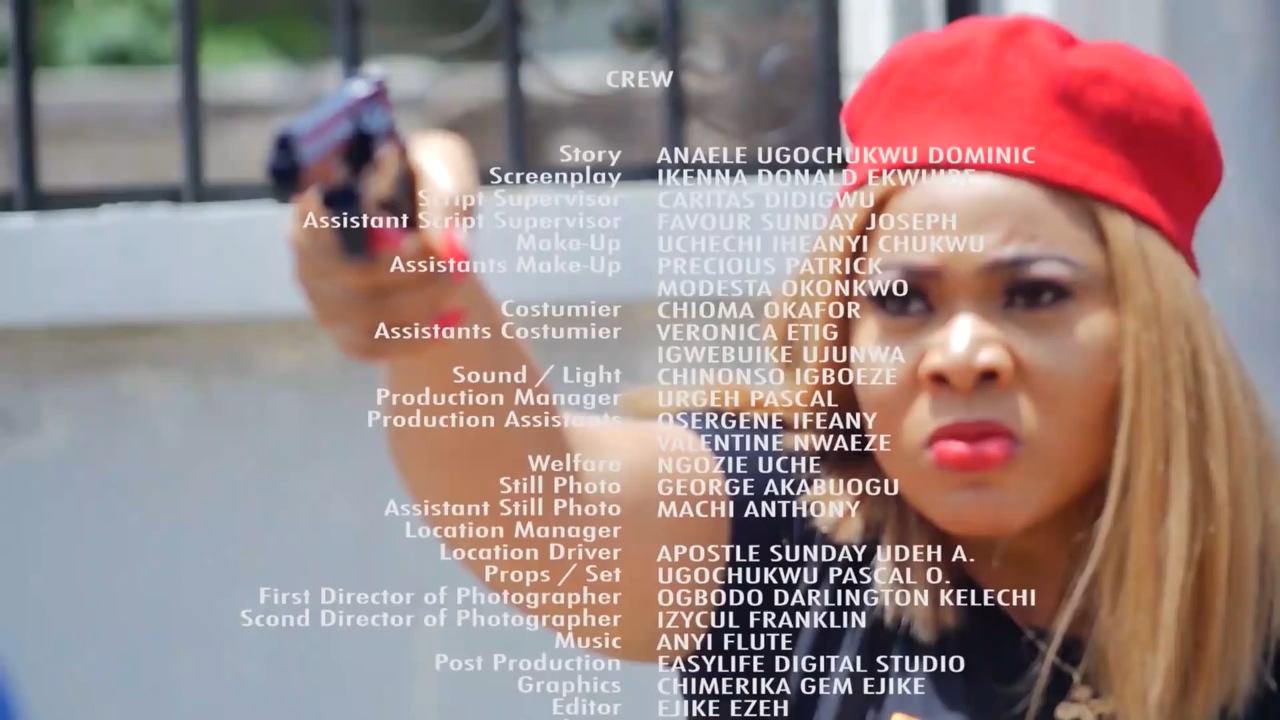 CREW
Story ANAELE UGOCHUKWU DOMINIC
Screenplay IKENNA DONALD EKWUIBE
Script Supervisor CARITAS DIDIGWU
Assistant Script Supervisor FAVOUR SUNDAY JOSEPH
Make-Up UCHECHI IHEANYI CHUKWU
Assistants Make-Up PRECIOUS PATRICK
MODESTA OKONKWO
Costumier CHIOMA OKAFOR
Assistants Costumier VERONICA ETIG
IGWEBUIKE UJUNWA
Sound / Light CHINONSO IGBOEZE
Production Manager URGEH PASCAL
Production Assistants OSERGENE IFEANY
VALENTINE NWAEZE
Welfare NGOZIE UCHE
Still Photo GEORGE AKABUOGU
Assistant Still Photo MACHI ANTHONY
Location Manager
Location Driver APOSTLE SUNDAY UDEH A.
Props / Set UGOCHUKWU PASCAL O.
First Director of Photographer OGBODO DARLINGTON KELECHI
Scond Director of Photographer IZYCUL FRANKLIN
Music ANYI FLUTE
Post Production EASYLIFE DIGITAL STUDIO
Graphics CHIMERIKA GEM EJIKE
Editor EJIKE EZEH